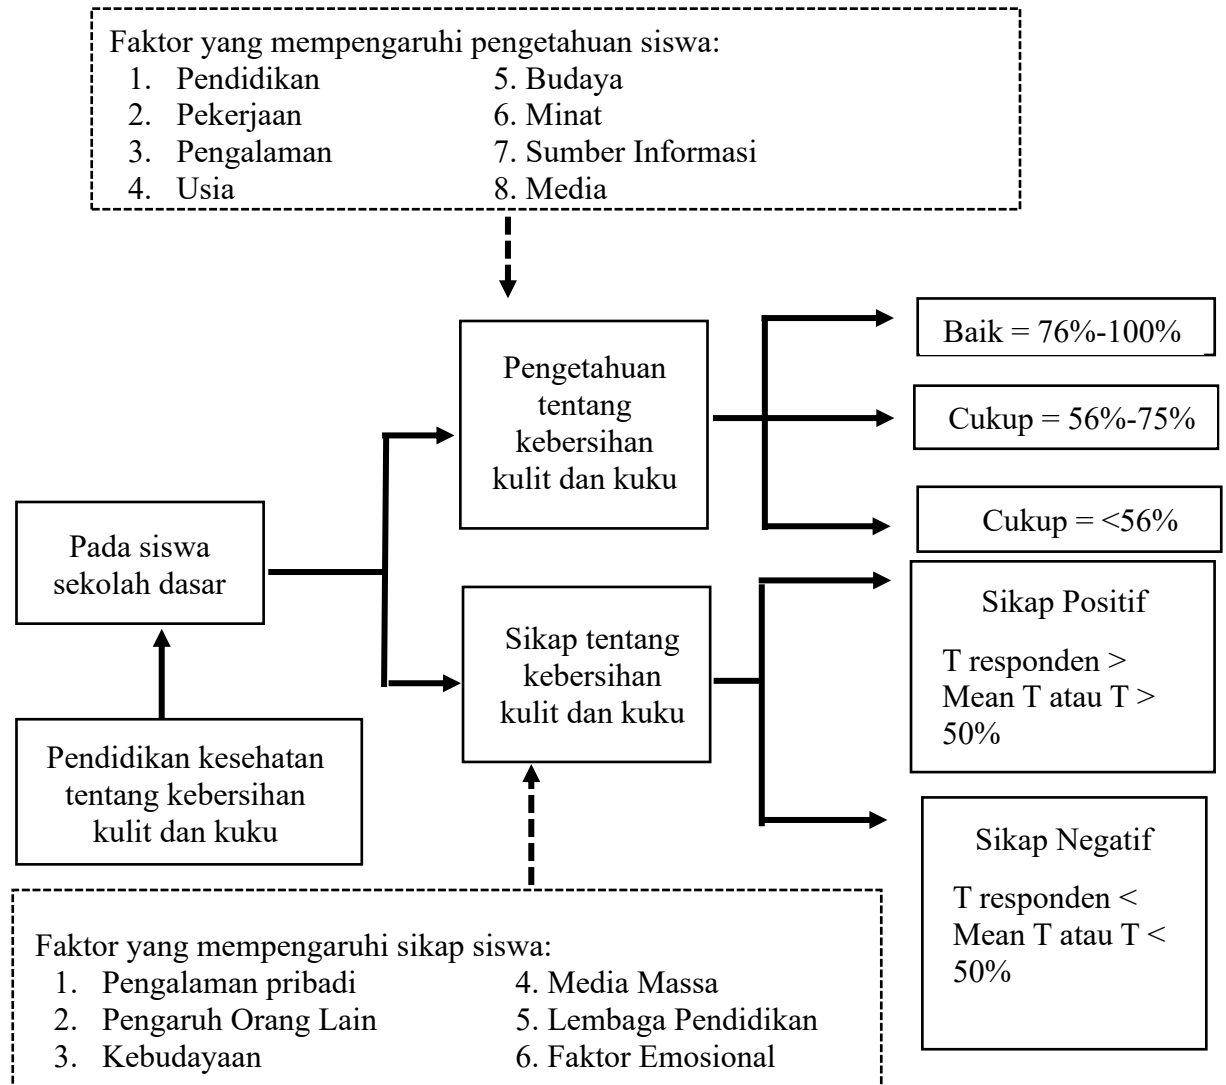 Faktor yang mempengaruhi pengetahuan siswa:
1. Pendidikan
2. Pekerjaan
3. Pengalaman
4. Usia
5. Budaya
6. Minat
7. Sumber Informasi
8. Media
Pengetahuan
tentang
kebersihan
kulit dan kuku
Baik = 76%-100%
Cukup = 56%-75%
Cukup = <56%
Pada siswa
sekolah dasar
Sikap tentang
kebersihan
kulit dan kuku
Sikap Positif
T responden >
Mean T atau T >
50%
Pendidikan kesehatan
tentang kebersihan
kulit dan kuku
Sikap Negatif
T responden <
Mean T atau T <
50%
Faktor yang mempengaruhi sikap siswa:
1. Pengalaman pribadi
2. Pengaruh Orang Lain
3. Kebudayaan
4. Media Massa
5. Lembaga Pendidikan
6. Faktor Emosional